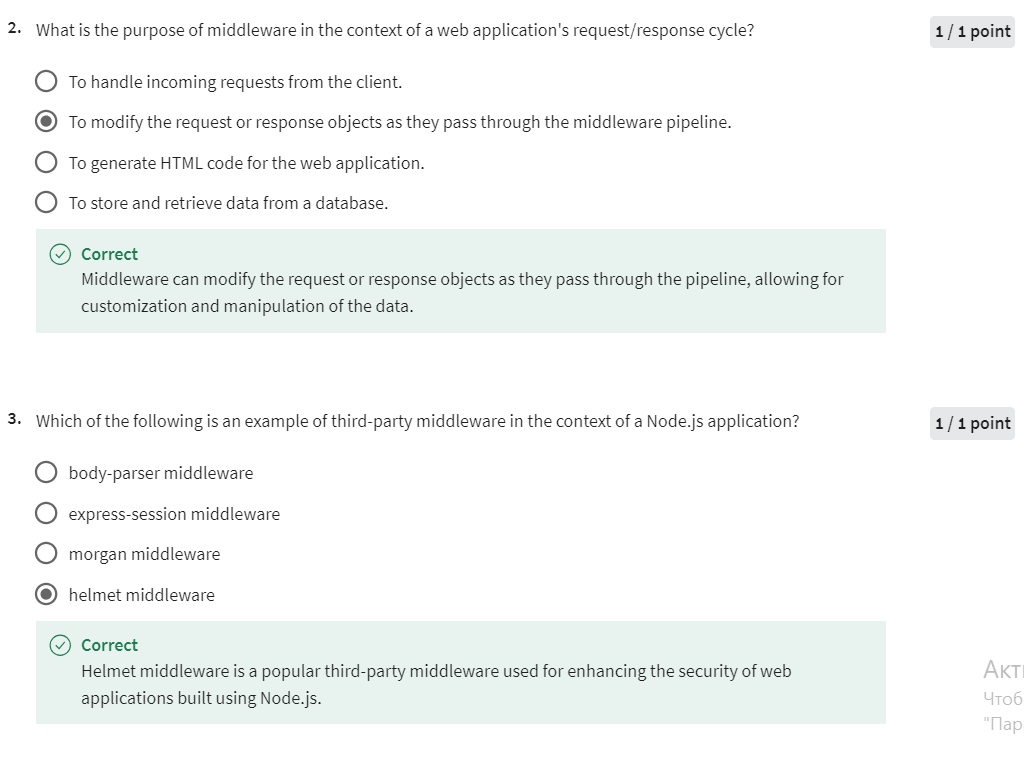 2. What is the purpose of middleware in the context of a web application's request/response cycle?
1 / 1 point
To handle incoming requests from the client.
To modify the request or response objects as they pass through the middleware pipeline.
To generate HTML code for the web application.
To store and retrieve data from a database.
Correct
Middleware can modify the request or response objects as they pass through the pipeline, allowing for
customization and manipulation of the data.
3. Which of the following is an example of third-party middleware in the context of a Node.js application?
1 / 1 point
body-parser middleware
express-session middleware
morgan middleware
helmet middleware
Correct
Helmet middleware is a popular third-party middleware used for enhancing the security of web
applications built using Node.js.